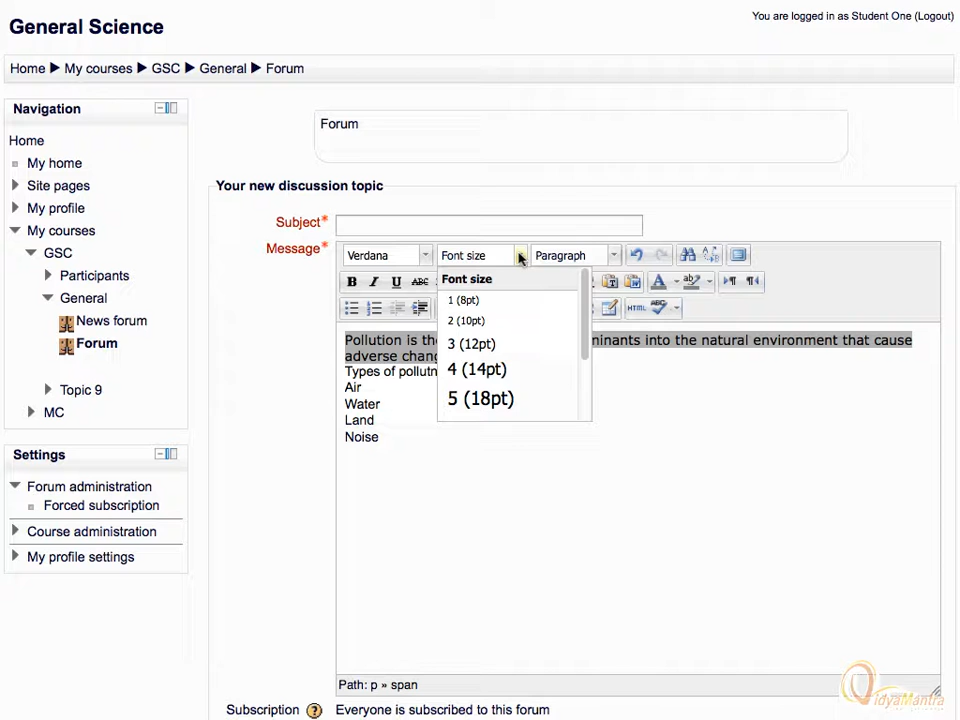 General Science
You are logged in as Student One (Logout)
Home ▶ My courses ▶ GSC ▶ General ▶ Forum
Navigation
Home
My home
Site pages
My profile
My courses
GSC
Participants
General
News forum
Forum
Topic 9
MC
Settings
Forum administration
Forced subscription
Course administration
My profile settings
Forum
Your new discussion topic
Subject*
Message*
Verdana Font size Paragraph
B I U ABC
HTML ABC
Font size
1 (8pt)
2 (10pt)
3 (12pt)
4 (14pt)
5 (18pt)
Pollution is the minants into the natural environment that cause
adverse chang
Types of pollutn
Air
Water
Land
Noise
Path: p » span
Subscription ? Everyone is subscribed to this forum
VidyaMantra